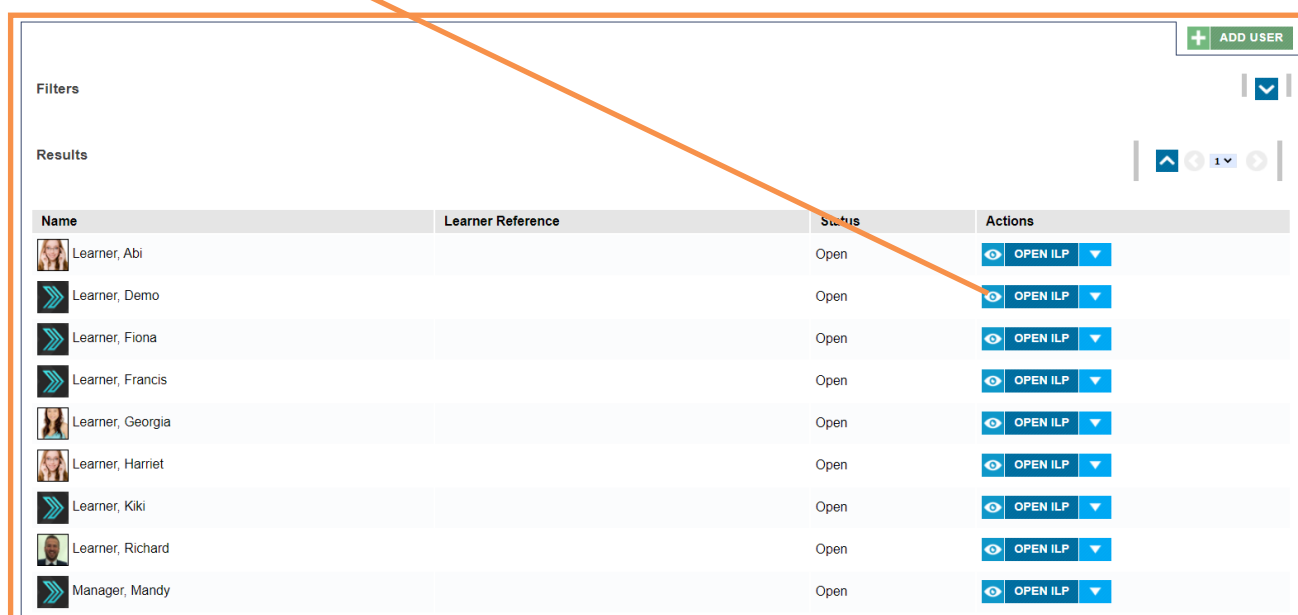 ADD USER
Filters
Results
1
Name Learner Reference Status Actions
Learner, Abi Open OPEN ILP
Learner, Demo Open OPEN ILP
Learner, Fiona Open OPEN ILP
Learner, Francis Open OPEN ILP
Learner, Georgia Open OPEN ILP
Learner, Harriet Open OPEN ILP
Learner, Kiki Open OPEN ILP
Learner, Richard Open OPEN ILP
Manager, Mandy Open OPEN ILP